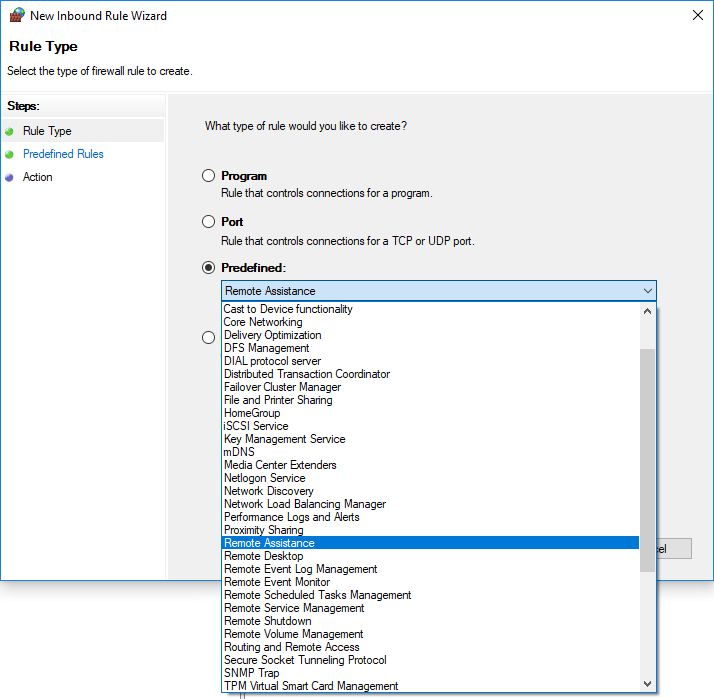 New Inbound Rule Wizard
Rule Type
Select the type of firewall rule to create.
Steps:
Rule Type
Predefined Rules
Action
What type of rule would you like to create?
Program
Rule that controls connections for a program.
Port
Rule that controls connections for a TCP or UDP port.
Predefined:
Remote Assistance
Cast to Device functionality
Core Networking
Delivery Optimization
DFS Management
DIAL protocol server
Distributed Transaction Coordinator
Failover Cluster Manager
File and Printer Sharing
HomeGroup
iSCSI Service
Key Management Service
mDNS
Media Center Extenders
Netlogon Service
Network Discovery
Network Load Balancing Manager
Performance Logs and Alerts
Proximity Sharing
Remote Assistance
Remote Desktop
Remote Event Log Management
Remote Event Monitor
Remote Scheduled Tasks Management
Remote Service Management
Remote Shutdown
Remote Volume Management
Routing and Remote Access
Secure Socket Tunneling Protocol
SNMP Trap
TPM Virtual Smart Card Management